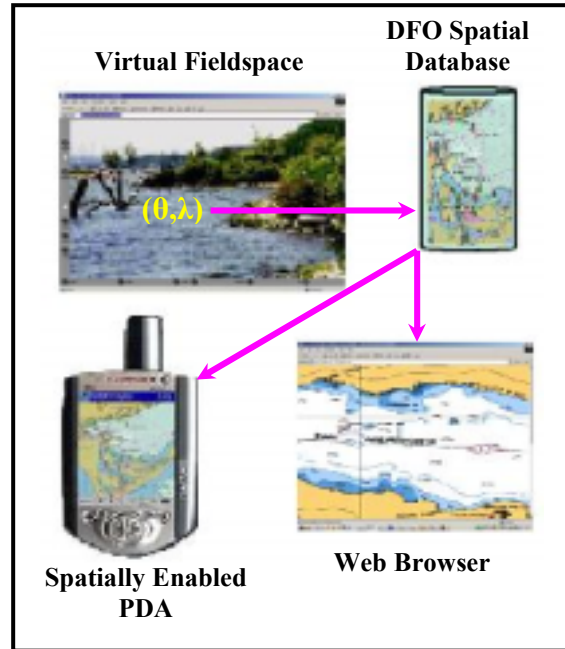 Virtual Fieldspace
DFO Spatial
Database
(θ,λ)
Spatially Enabled
PDA
Web Browser